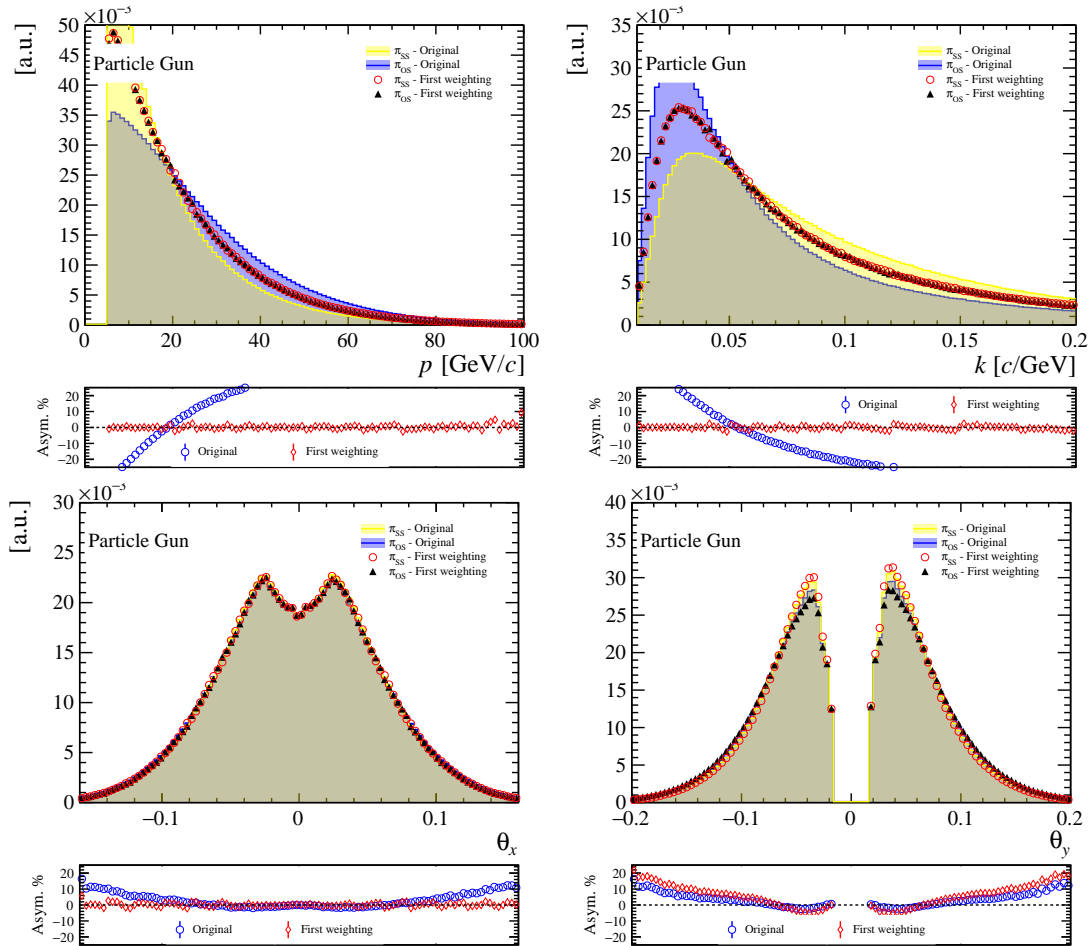 ×10⁻³
50
45
40
35
30
25
20
15
10
5
0
[a.u.]
Particle Gun
π_SS - Original
π_OS - Original
π_SS - First weighting
π_OS - First weighting
0 20 40 60 80 100
p [GeV/c]
Asym. %
20
10
0
−10
−20
Original
First weighting
×10⁻³
35
30
25
20
15
10
5
0
[a.u.]
Particle Gun
π_SS - Original
π_OS - Original
π_SS - First weighting
π_OS - First weighting
0.05 0.1 0.15 0.2
k [c/GeV]
Asym. %
20
10
0
−10
−20
Original
First weighting
×10⁻³
30
25
20
15
10
5
0
[a.u.]
Particle Gun
π_SS - Original
π_OS - Original
π_SS - First weighting
π_OS - First weighting
−0.1 0 0.1
θ_x
Asym. %
20
10
0
−10
−20
Original
First weighting
×10⁻³
40
35
30
25
20
15
10
5
0
Particle Gun
π_SS - Original
π_OS - Original
π_SS - First weighting
π_OS - First weighting
−0.2 −0.1 0 0.1 0.2
θ_y
Asym. %
20
10
0
−10
−20
Original
First weighting